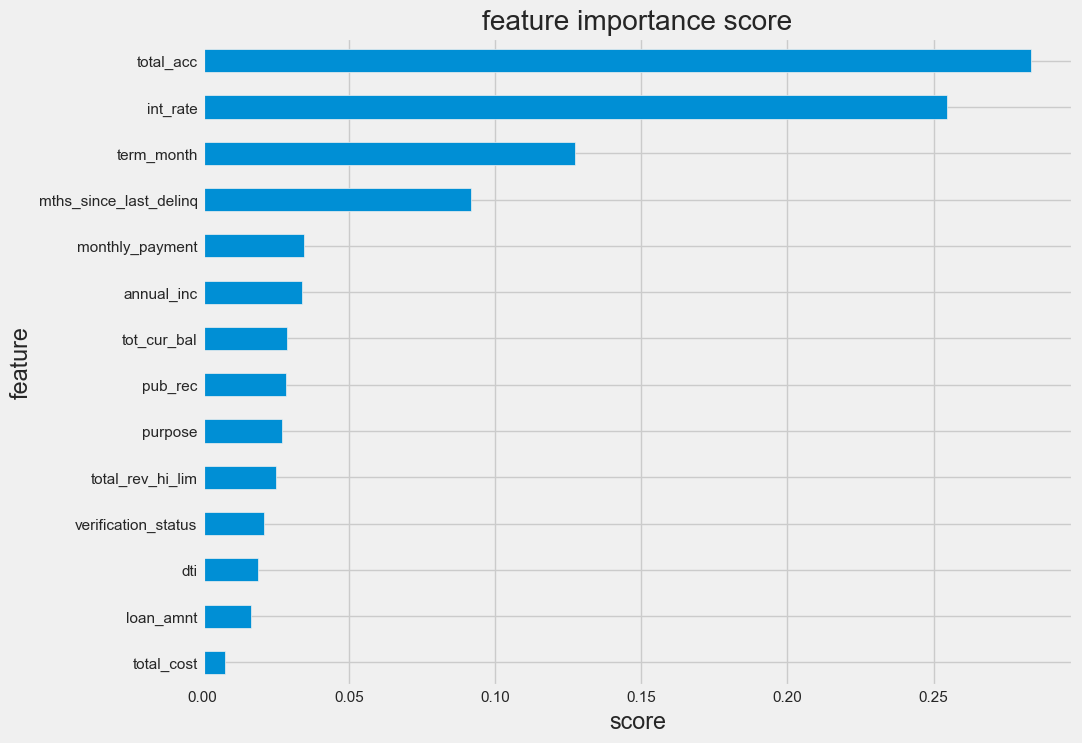 feature importance score
total_acc
int_rate
term_month
mths_since_last_delinq
monthly_payment
annual_inc
tot_cur_bal
pub_rec
purpose
total_rev_hi_lim
verification_status
dti
loan_amnt
total_cost
feature
0.00 0.05 0.10 0.15 0.20 0.25
score